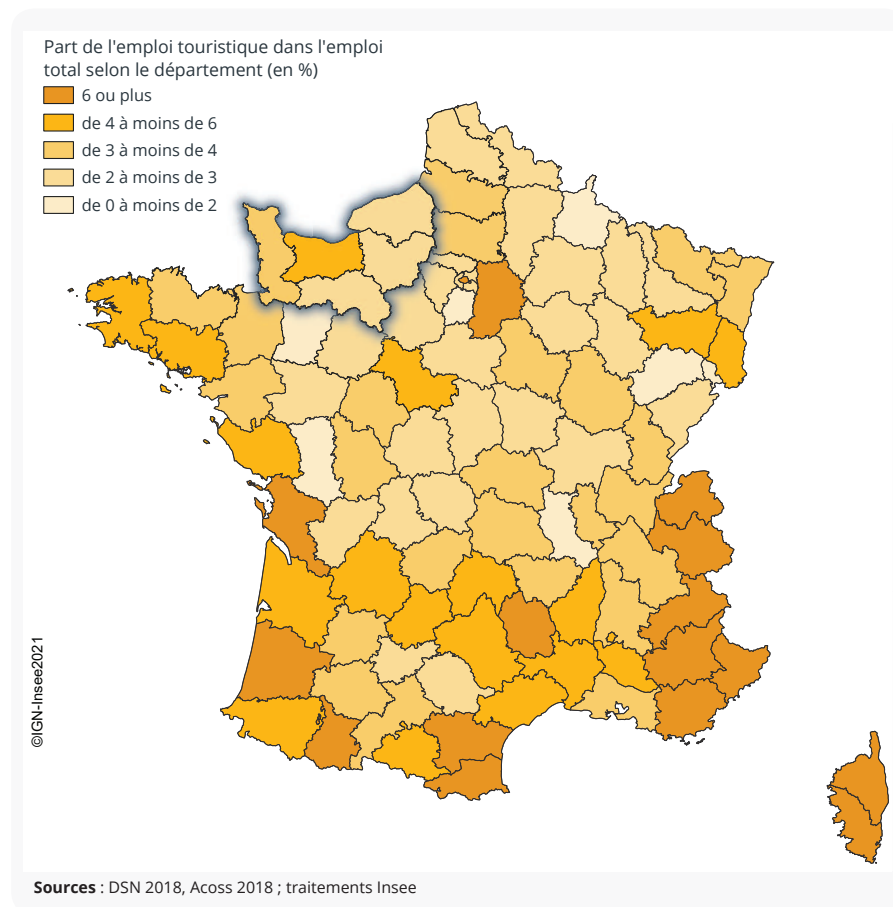 Part de l'emploi touristique dans l'emploi
total selon le département (en %)
6 ou plus
de 4 à moins de 6
de 3 à moins de 4
de 2 à moins de 3
de 0 à moins de 2
©IGN-Insee2021
Sources : DSN 2018, Acoss 2018 ; traitements Insee